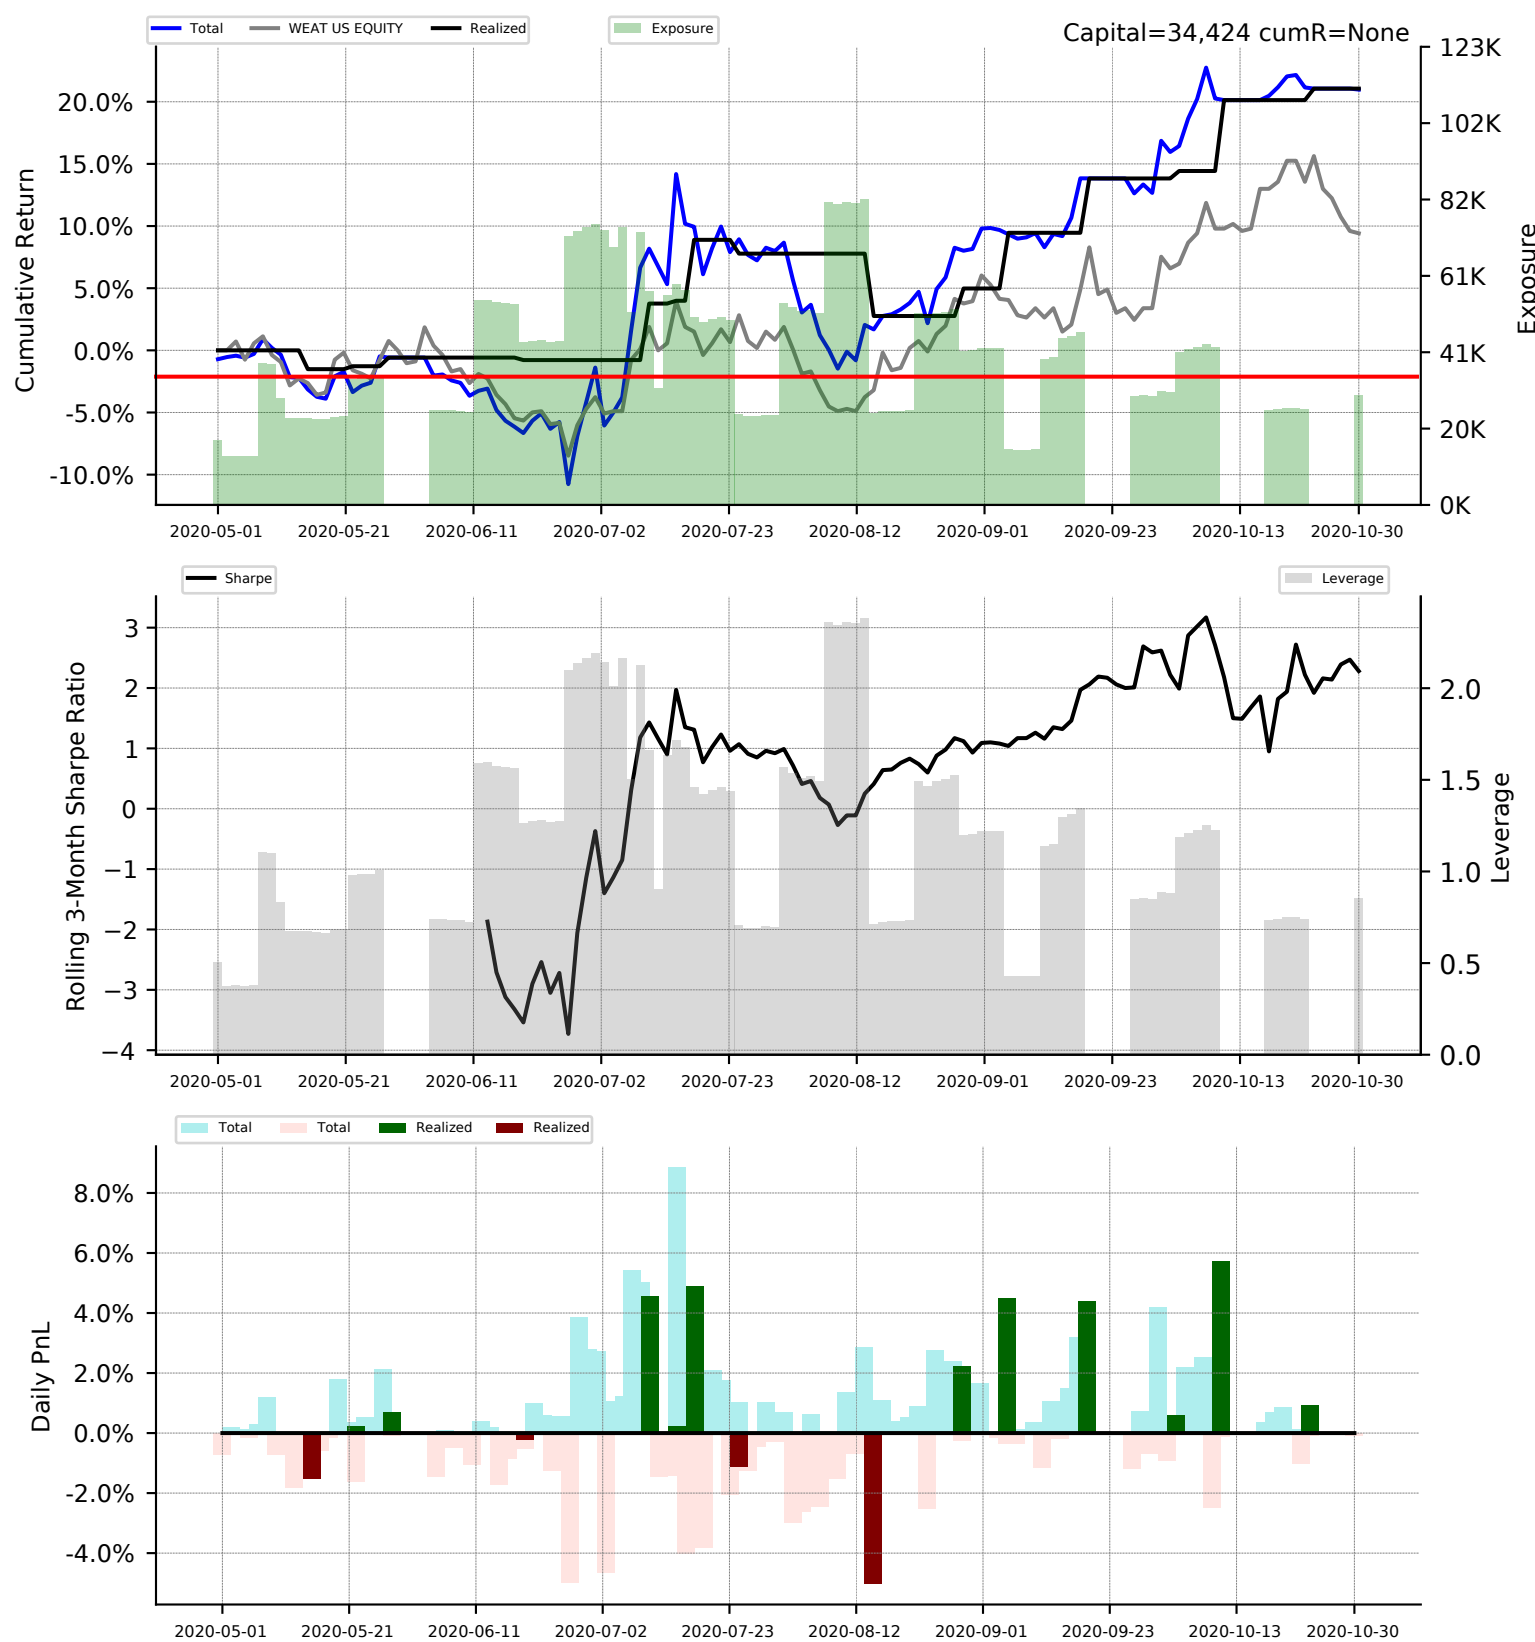 Total WEAT US EQUITY Realized Exposure
Capital=34,424 cumR=None
Cumulative Return
20.0%
15.0%
10.0%
5.0%
0.0%
-5.0%
-10.0%
123K
102K
82K
61K
41K
20K
0K
Exposure
2020-05-01 2020-05-21 2020-06-11 2020-07-02 2020-07-23 2020-08-12 2020-09-01 2020-09-23 2020-10-13 2020-10-30
Sharpe Leverage
Rolling 3-Month Sharpe Ratio
3
2
1
0
−1
−2
−3
−4
2.0
1.5
1.0
0.5
0.0
Leverage
2020-05-01 2020-05-21 2020-06-11 2020-07-02 2020-07-23 2020-08-12 2020-09-01 2020-09-23 2020-10-13 2020-10-30
Total Total Realized Realized
Daily PnL
8.0%
6.0%
4.0%
2.0%
0.0%
-2.0%
-4.0%
2020-05-01 2020-05-21 2020-06-11 2020-07-02 2020-07-23 2020-08-12 2020-09-01 2020-09-23 2020-10-13 2020-10-30